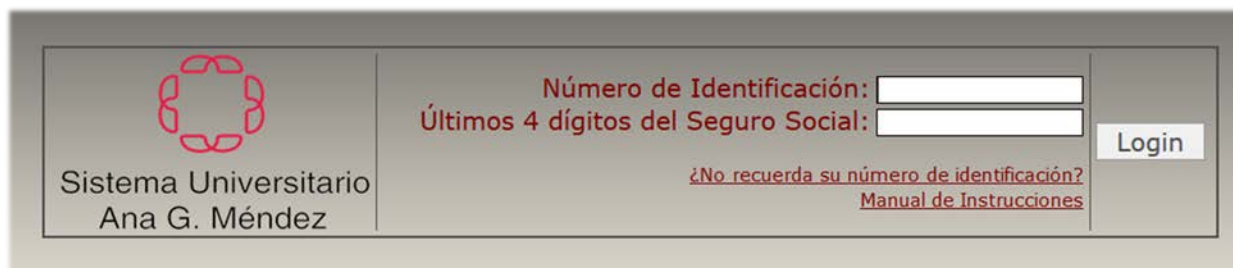 Sistema Universitario
Ana G. Méndez
Número de Identificación:
Últimos 4 dígitos del Seguro Social:
¿No recuerda su número de identificación?
Manual de Instrucciones
Login